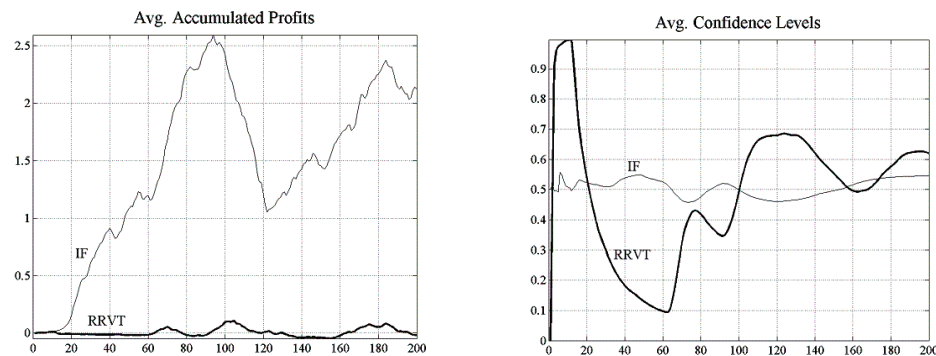 Avg. Accumulated Profits
2.5
2
1.5
1
0.5
0
IF
RRVT
0 20 40 60 80 100 120 140 160 180 200
Avg. Confidence Levels
0.9
0.8
0.7
0.6
0.5
0.4
0.3
0.2
0.1
0
IF
RRVT
0 20 40 60 80 100 120 140 160 180 200